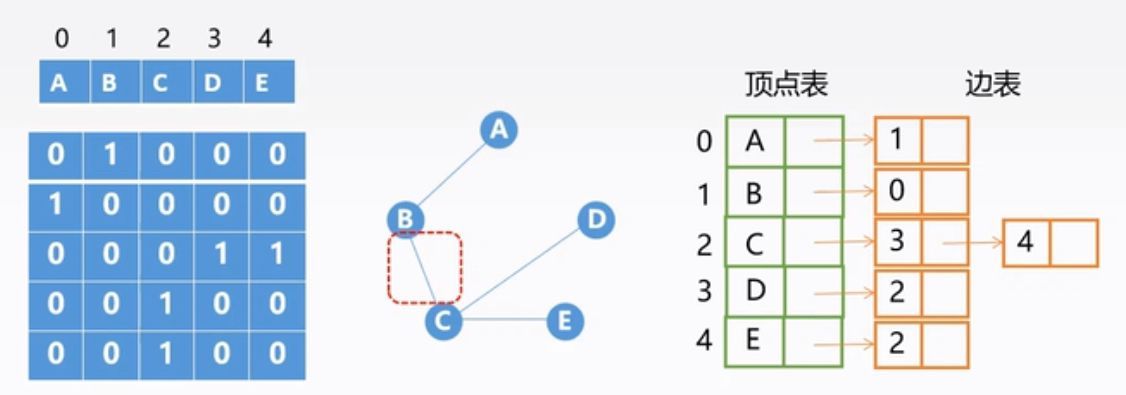 0 1 2 3 4
A B C D E
0 1 0 0 0
1 0 0 0 0
0 0 0 1 1
0 0 1 0 0
0 0 1 0 0
A
B
D
C
E
顶点表 边表
0 A 1
1 B 0
2 C 3 4
3 D 2
4 E 2